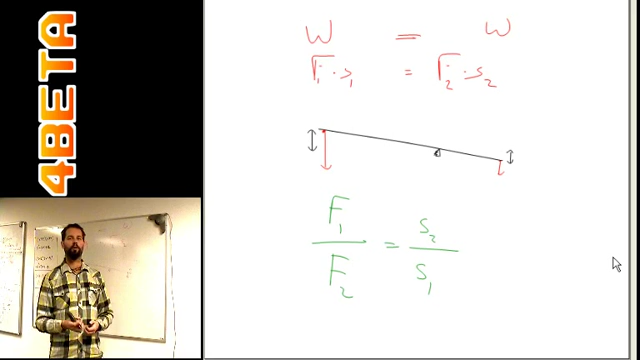 4BETA
W = W
F₁·s₁ = F₂·s₂
F₁/F₂ = s₂/s₁